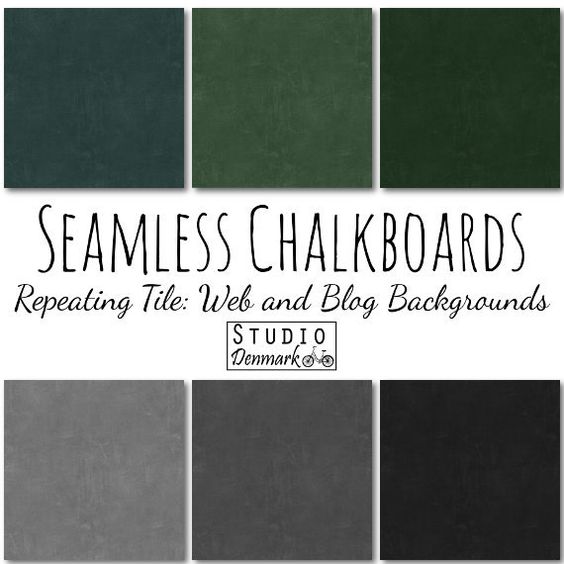 Seamless Chalkboards
Repeating Tile: Web and Blog Backgrounds
STUDIO
Denmark